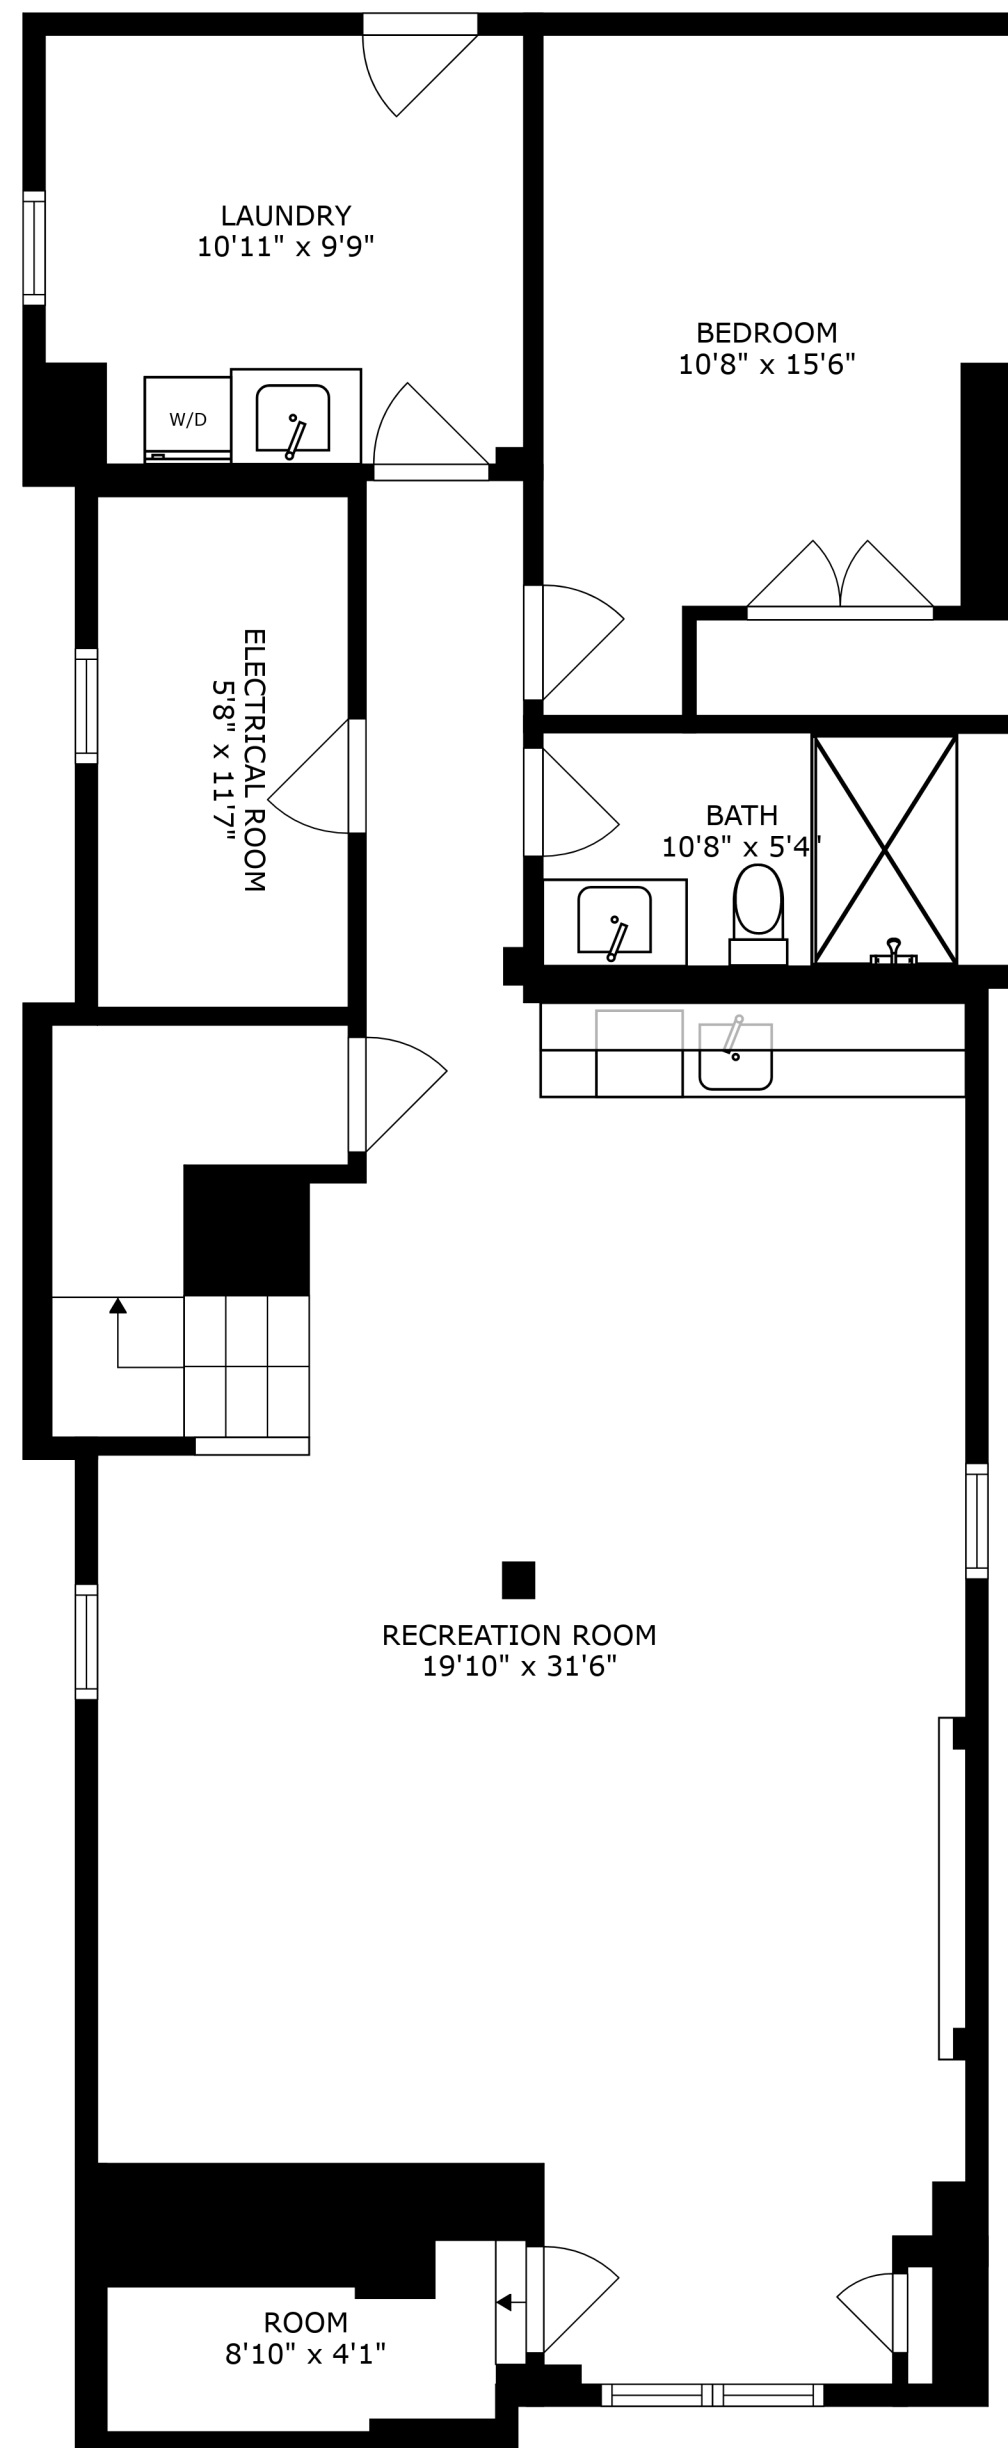 LAUNDRY
10'11" x 9'9"
BEDROOM
10'8" x 15'6"
W/D
ELECTRICAL ROOM
5'8" x 11'7"
BATH
10'8" x 5'4"
RECREATION ROOM
19'10" x 31'6"
ROOM
8'10" x 4'1"